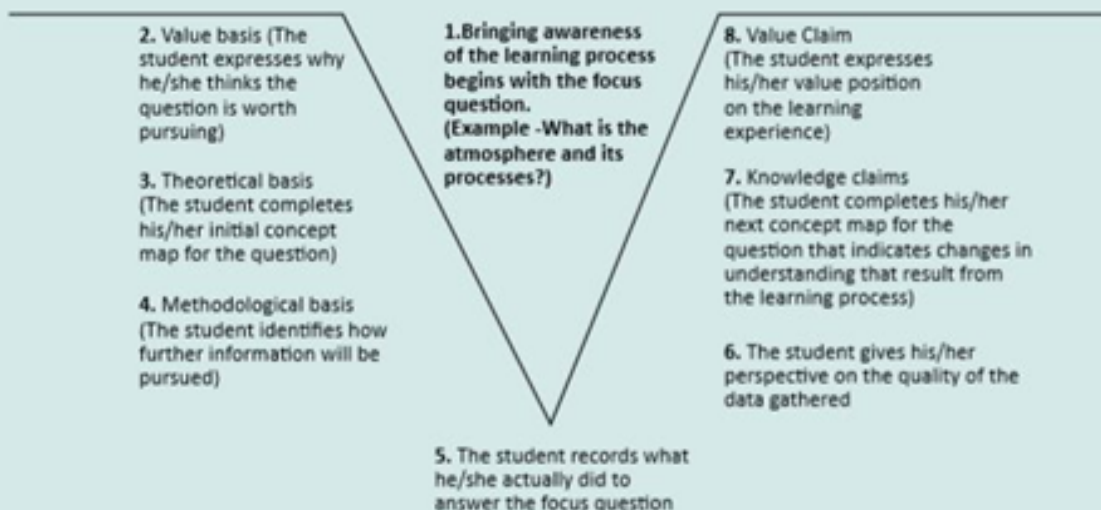 1.Bringing awareness
of the learning process
begins with the focus
question.
(Example -What is the
atmosphere and its
processes?)
2. Value basis (The
student expresses why
he/she thinks the
question is worth
pursuing)
3. Theoretical basis
(The student completes
his/her initial concept
map for the question)
4. Methodological basis
(The student identifies how
further information will be
pursued)
5. The student records what
he/she actually did to
answer the focus question
6. The student gives his/her
perspective on the quality of the
data gathered
7. Knowledge claims
(The student completes his/her
next concept map for the
question that indicates changes in
understanding that result from
the learning process)
8. Value Claim
(The student expresses
his/her value position
on the learning
experience)